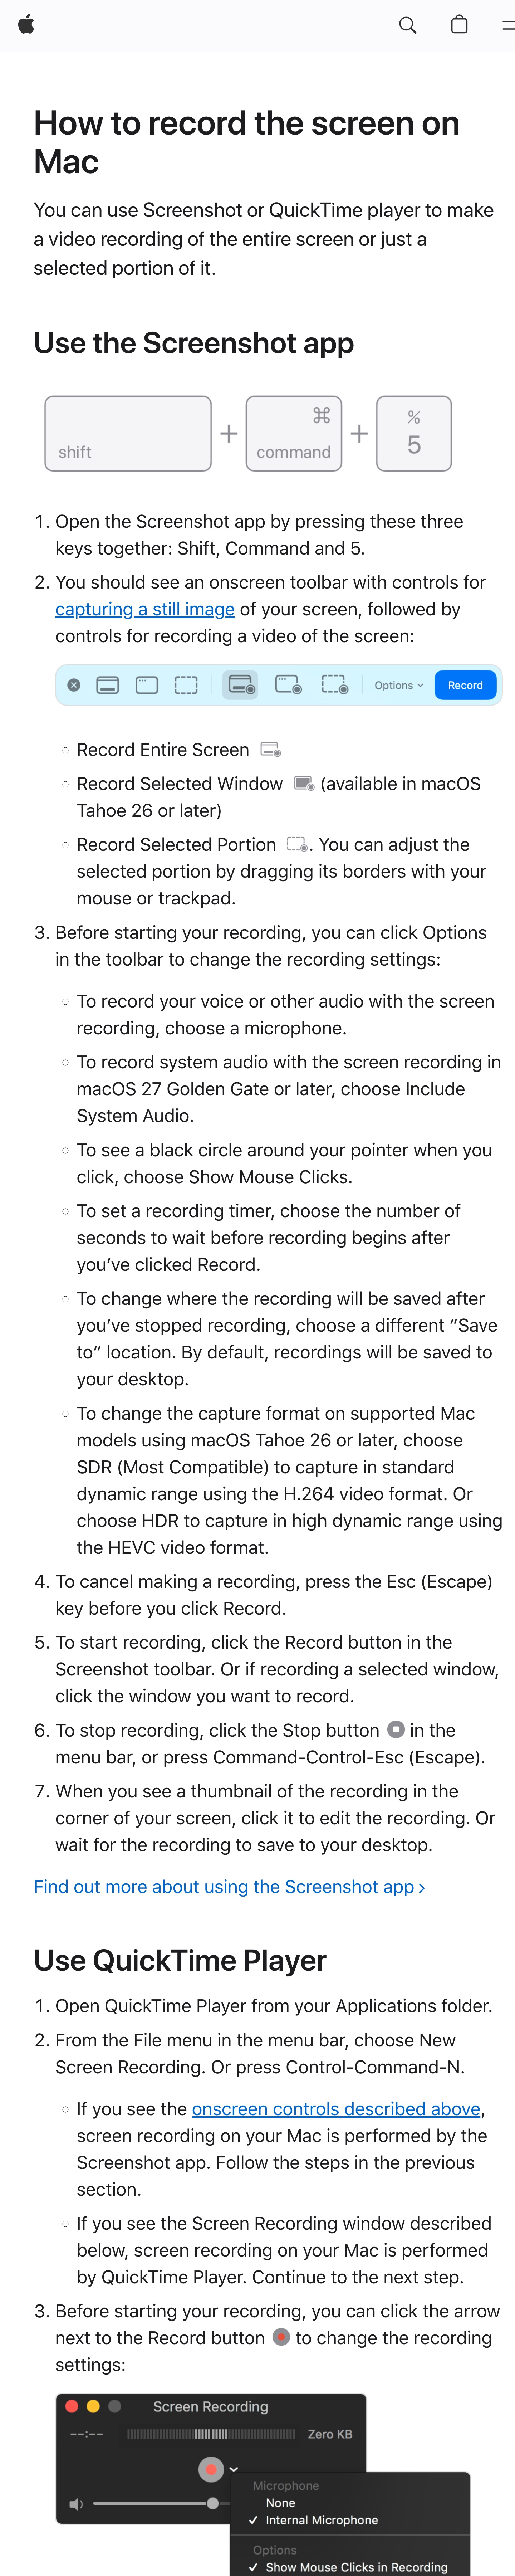 How to record the screen on
Mac
You can use Screenshot or QuickTime player to make
a video recording of the entire screen or just a
selected portion of it.
Use the Screenshot app
shift
+
⌘
command
+
%
5
1. Open the Screenshot app by pressing these three
keys together: Shift, Command and 5.
2. You should see an onscreen toolbar with controls for
capturing a still image of your screen, followed by
controls for recording a video of the screen:
Options
Record
Record Entire Screen
Record Selected Window (available in macOS
Tahoe 26 or later)
Record Selected Portion . You can adjust the
selected portion by dragging its borders with your
mouse or trackpad.
3. Before starting your recording, you can click Options
in the toolbar to change the recording settings:
To record your voice or other audio with the screen
recording, choose a microphone.
To record system audio with the screen recording in
macOS 27 Golden Gate or later, choose Include
System Audio.
To see a black circle around your pointer when you
click, choose Show Mouse Clicks.
To set a recording timer, choose the number of
seconds to wait before recording begins after
you’ve clicked Record.
To change where the recording will be saved after
you’ve stopped recording, choose a different “Save
to” location. By default, recordings will be saved to
your desktop.
To change the capture format on supported Mac
models using macOS Tahoe 26 or later, choose
SDR (Most Compatible) to capture in standard
dynamic range using the H.264 video format. Or
choose HDR to capture in high dynamic range using
the HEVC video format.
4. To cancel making a recording, press the Esc (Escape)
key before you click Record.
5. To start recording, click the Record button in the
Screenshot toolbar. Or if recording a selected window,
click the window you want to record.
6. To stop recording, click the Stop button in the
menu bar, or press Command-Control-Esc (Escape).
7. When you see a thumbnail of the recording in the
corner of your screen, click it to edit the recording. Or
wait for the recording to save to your desktop.
Find out more about using the Screenshot app ›
Use QuickTime Player
1. Open QuickTime Player from your Applications folder.
2. From the File menu in the menu bar, choose New
Screen Recording. Or press Control-Command-N.
If you see the onscreen controls described above,
screen recording on your Mac is performed by the
Screenshot app. Follow the steps in the previous
section.
If you see the Screen Recording window described
below, screen recording on your Mac is performed
by QuickTime Player. Continue to the next step.
3. Before starting your recording, you can click the arrow
next to the Record button to change the recording
settings:
Screen Recording
--:--
Zero KB
Microphone
None
✓ Internal Microphone
Options
✓ Show Mouse Clicks in Recording